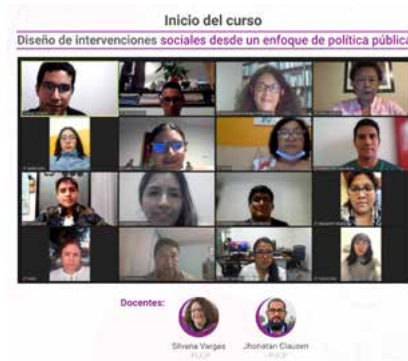 Inicio del curso
Diseño de intervenciones sociales desde un enfoque de política pública
Docentes:
Silvana Vargas
- PUCP
Jhonatan Clausen
- PUCP